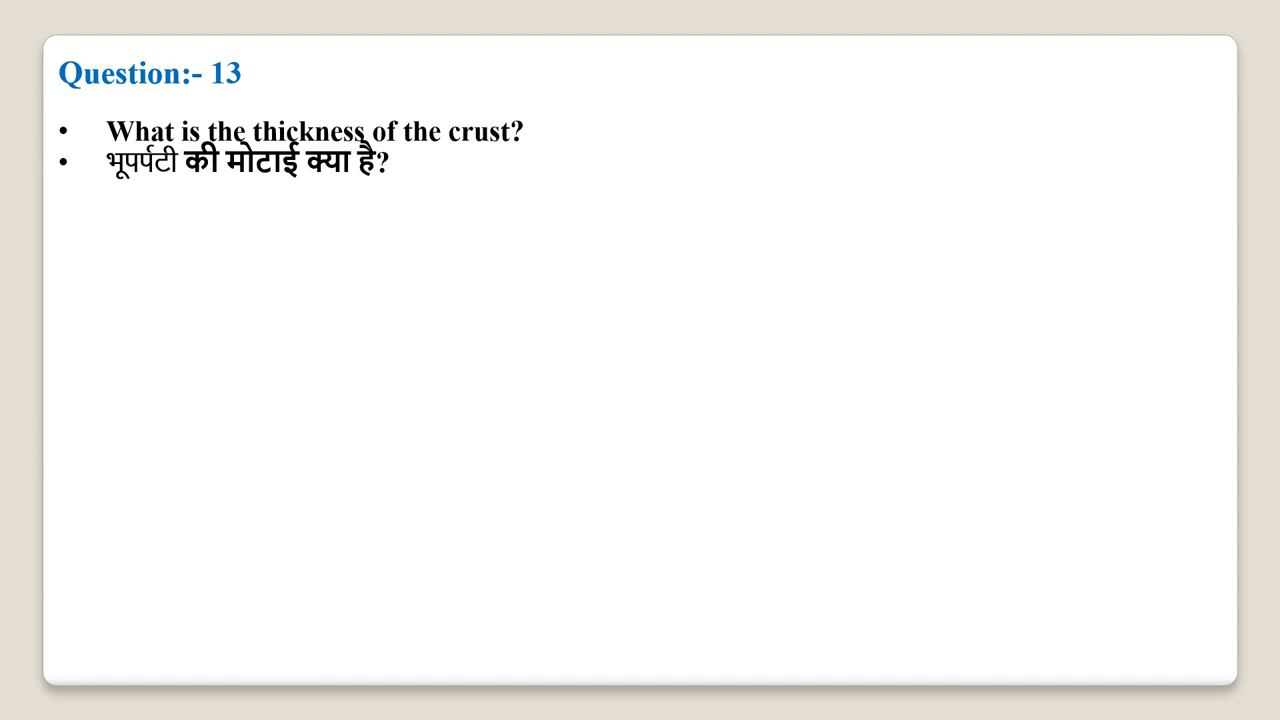 Question:- 13
• What is the thickness of the crust?
• भूपर्पटी की मोटाई क्या है?